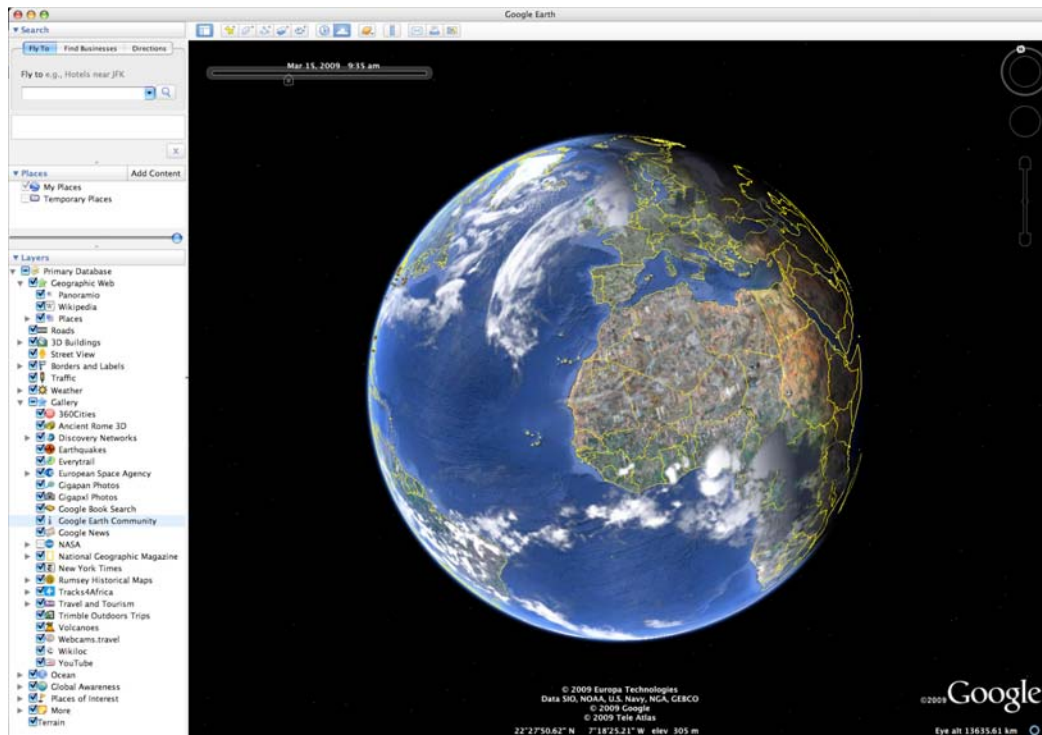 Google Earth
Search
Fly To
Find Businesses
Directions
Fly to e.g., Hotels near JFK
Places
Add Content
My Places
Temporary Places
Layers
Primary Database
Geographic Web
Panoramio
Wikipedia
Places
Roads
3D Buildings
Street View
Borders and Labels
Traffic
Weather
Gallery
360Cities
Ancient Rome 3D
Discovery Networks
Earthquakes
Everytrail
European Space Agency
Gigapan Photos
Gigapxl Photos
Google Book Search
Google Earth Community
Google News
NASA
National Geographic Magazine
New York Times
Rumsey Historical Maps
Tracks4Africa
Travel and Tourism
Trimble Outdoors Trips
Volcanoes
Webcams.travel
Wikiloc
YouTube
Ocean
Global Awareness
Places of Interest
More
Terrain
Mar 15, 2009 9:35 am
N
© 2009 Europa Technologies
Data SIO, NOAA, U.S. Navy, NGA, GEBCO
© 2009 Google
© 2009 Tele Atlas
©2009 Google
22°27'50.62" N 7°18'25.21" W elev 305 m
Eye alt 13635.61 km